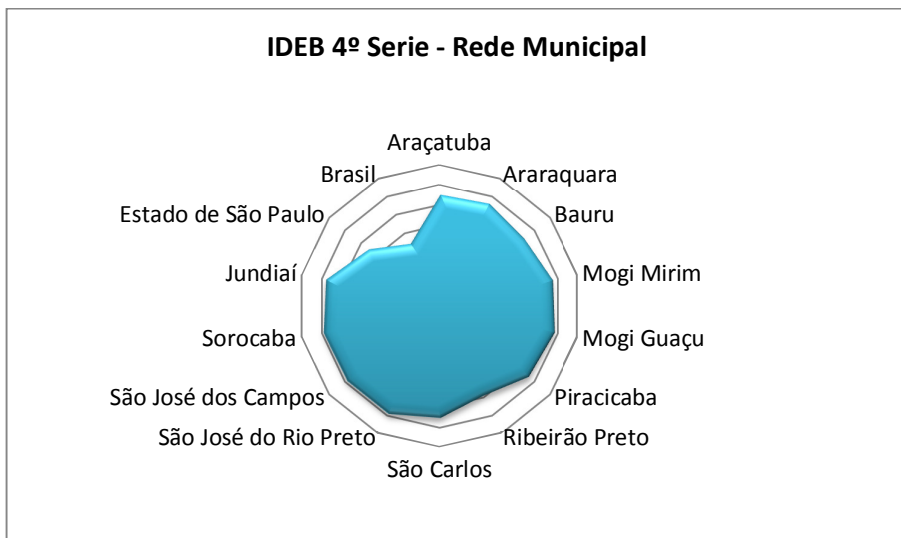 IDEB 4º Serie - Rede Municipal
Araçatuba
Araraquara
Bauru
Mogi Mirim
Mogi Guaçu
Piracicaba
Ribeirão Preto
São Carlos
São José do Rio Preto
São José dos Campos
Sorocaba
Jundiaí
Estado de São Paulo
Brasil